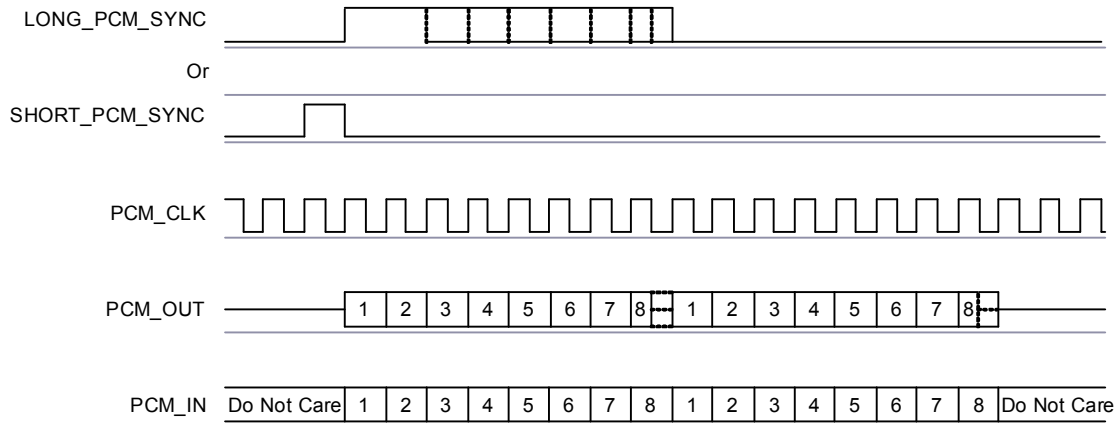 LONG_PCM_SYNC
Or
SHORT_PCM_SYNC
PCM_CLK
PCM_OUT 1 2 3 4 5 6 7 8 1 2 3 4 5 6 7 8
PCM_IN Do Not Care 1 2 3 4 5 6 7 8 1 2 3 4 5 6 7 8 Do Not Care